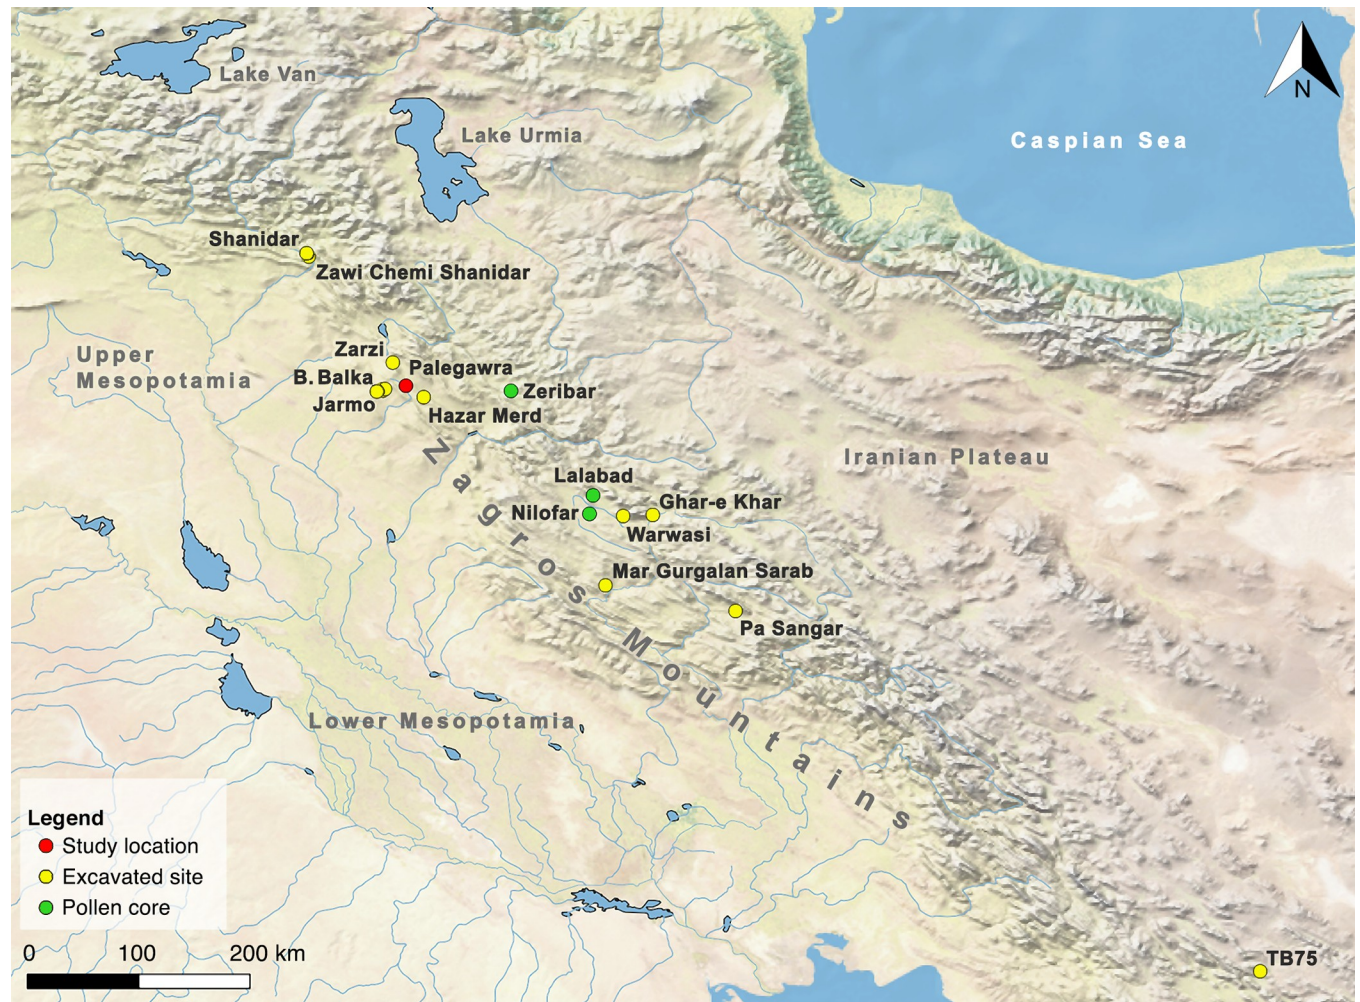 Lake Van
Lake Urmia
Caspian Sea
N
Shanidar
Zawi Chemi Shanidar
Upper
Mesopotamia
Zarzi
Palegawra
B. Balka
Jarmo
Hazar Merd
Zeribar
Iranian Plateau
Lalabad
Nilofar
Ghar-e Khar
Warwasi
Mar Gurgalan Sarab
Pa Sangar
Zagros Mountains
Lower Mesopotamia
Legend
Study location
Excavated site
Pollen core
0 100 200 km
TB75